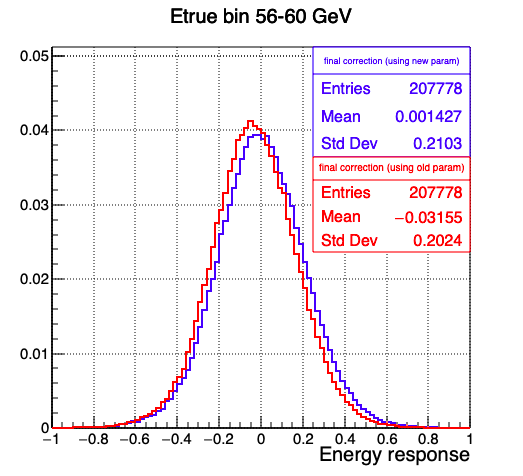 Etrue bin 56-60 GeV
0.05
0.04
0.03
0.02
0.01
0
final correction (using new param)
Entries 207778
Mean 0.001427
Std Dev 0.2103
final correction (using old param)
Entries 207778
Mean −0.03155
Std Dev 0.2024
−1 −0.8 −0.6 −0.4 −0.2 0 0.2 0.4 0.6 0.8 1
Energy response